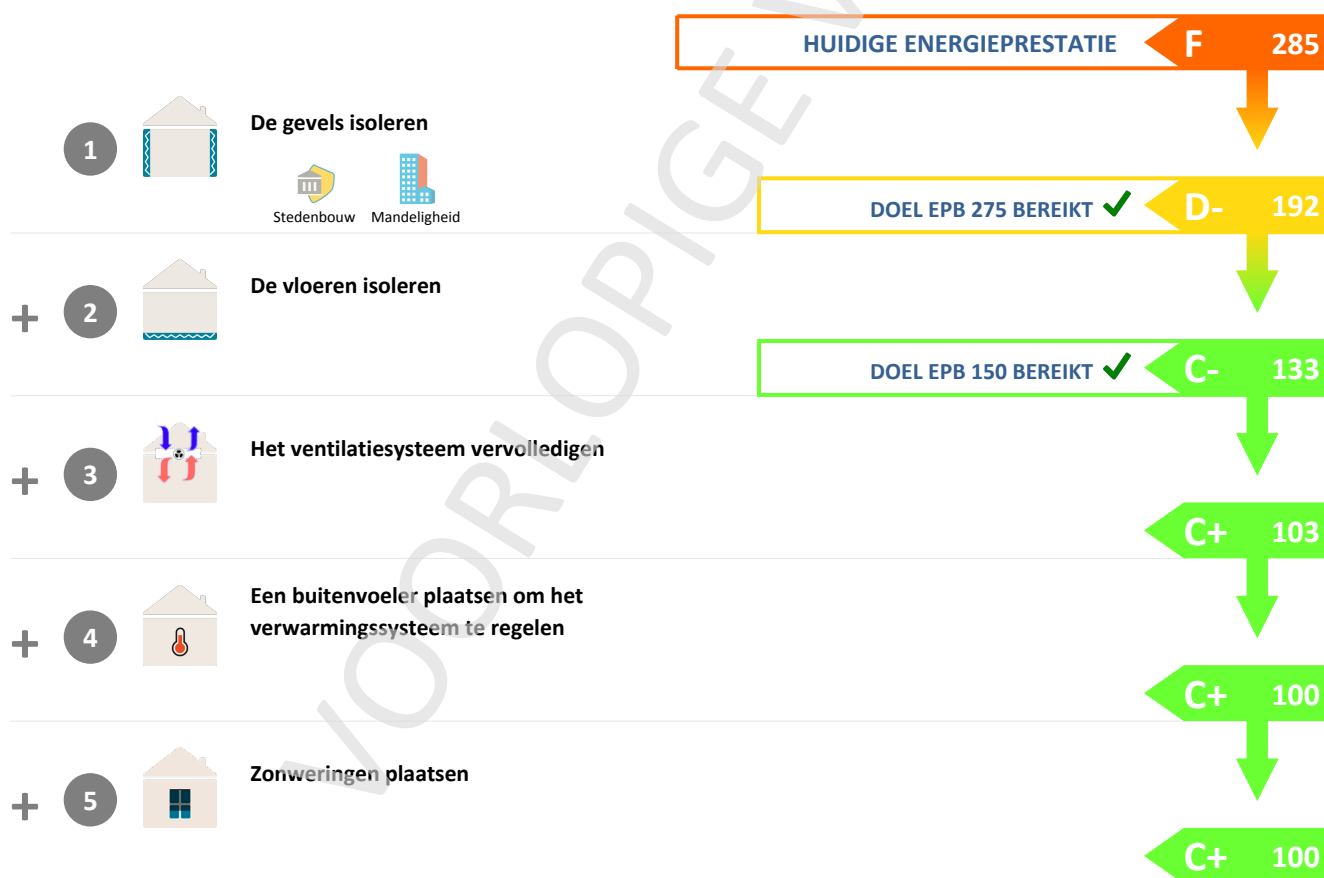 HUIDIGE ENERGIEPRESTATIE F 285
1 De gevels isoleren
Stedenbouw Mandeligheid
DOEL EPB 275 BEREIKT D- 192
+ 2 De vloeren isoleren
DOEL EPB 150 BEREIKT C- 133
+ 3 Het ventilatiesysteem vervolledigen
C+ 103
+ 4 Een buitenvoeler plaatsen om het
verwarmingssysteem te regelen
C+ 100
+ 5 Zonweringen plaatsen
C+ 100
VOORLOPIGE V